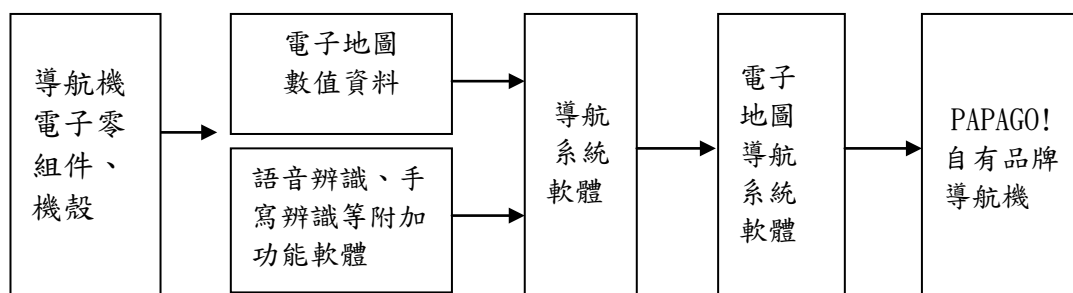 導航機
電子零
組件、
機殼
電子地圖
數值資料
語音辨識、手
寫辨識等附加
功能軟體
導航
系統
軟體
電子
地圖
導航
系統
軟體
PAPAGO!
自有品牌
導航機